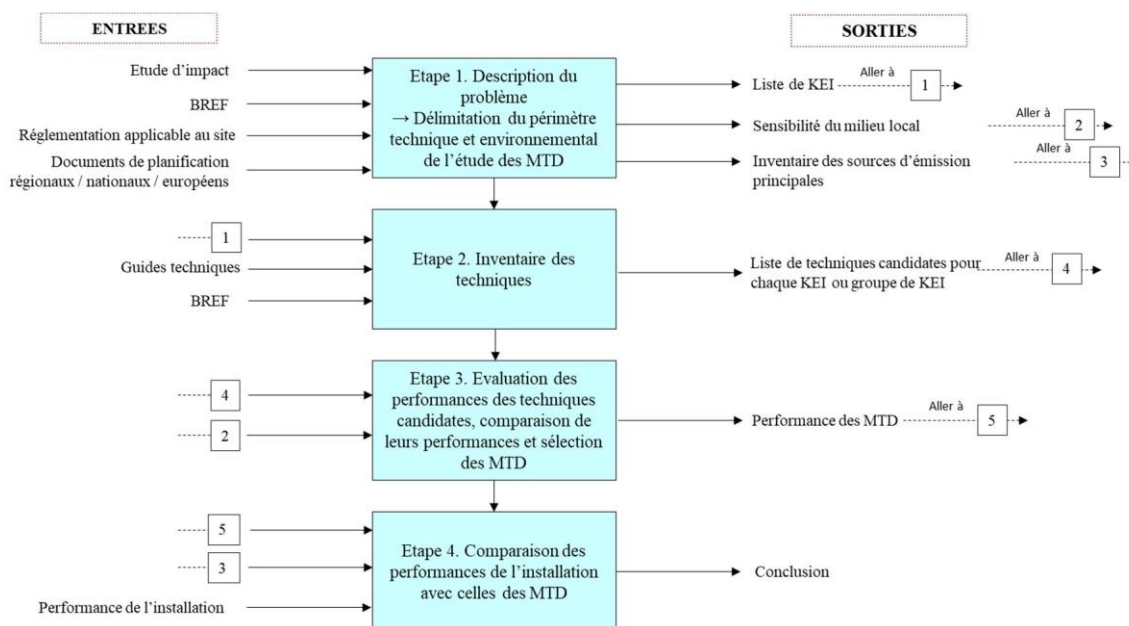 ENTREES
SORTIES
Etude d'impact
BREF
Réglementation applicable au site
Documents de planification
régionaux / nationaux / européens
Etape 1. Description du
problème
→ Délimitation du périmètre
technique et environnemental
de l'étude des MTD
Liste de KEI
Aller à
1
Sensibilité du milieu local
Aller à
2
Inventaire des sources d'émission
principales
Aller à
3
1
Guides techniques
BREF
Etape 2. Inventaire des
techniques
Liste de techniques candidates pour
chaque KEI ou groupe de KEI
Aller à
4
4
2
Etape 3. Evaluation des
performances des techniques
candidates, comparaison de
leurs performances et sélection
des MTD
Performance des MTD
Aller à
5
5
3
Performance de l'installation
Etape 4. Comparaison des
performances de l'installation
avec celles des MTD
Conclusion